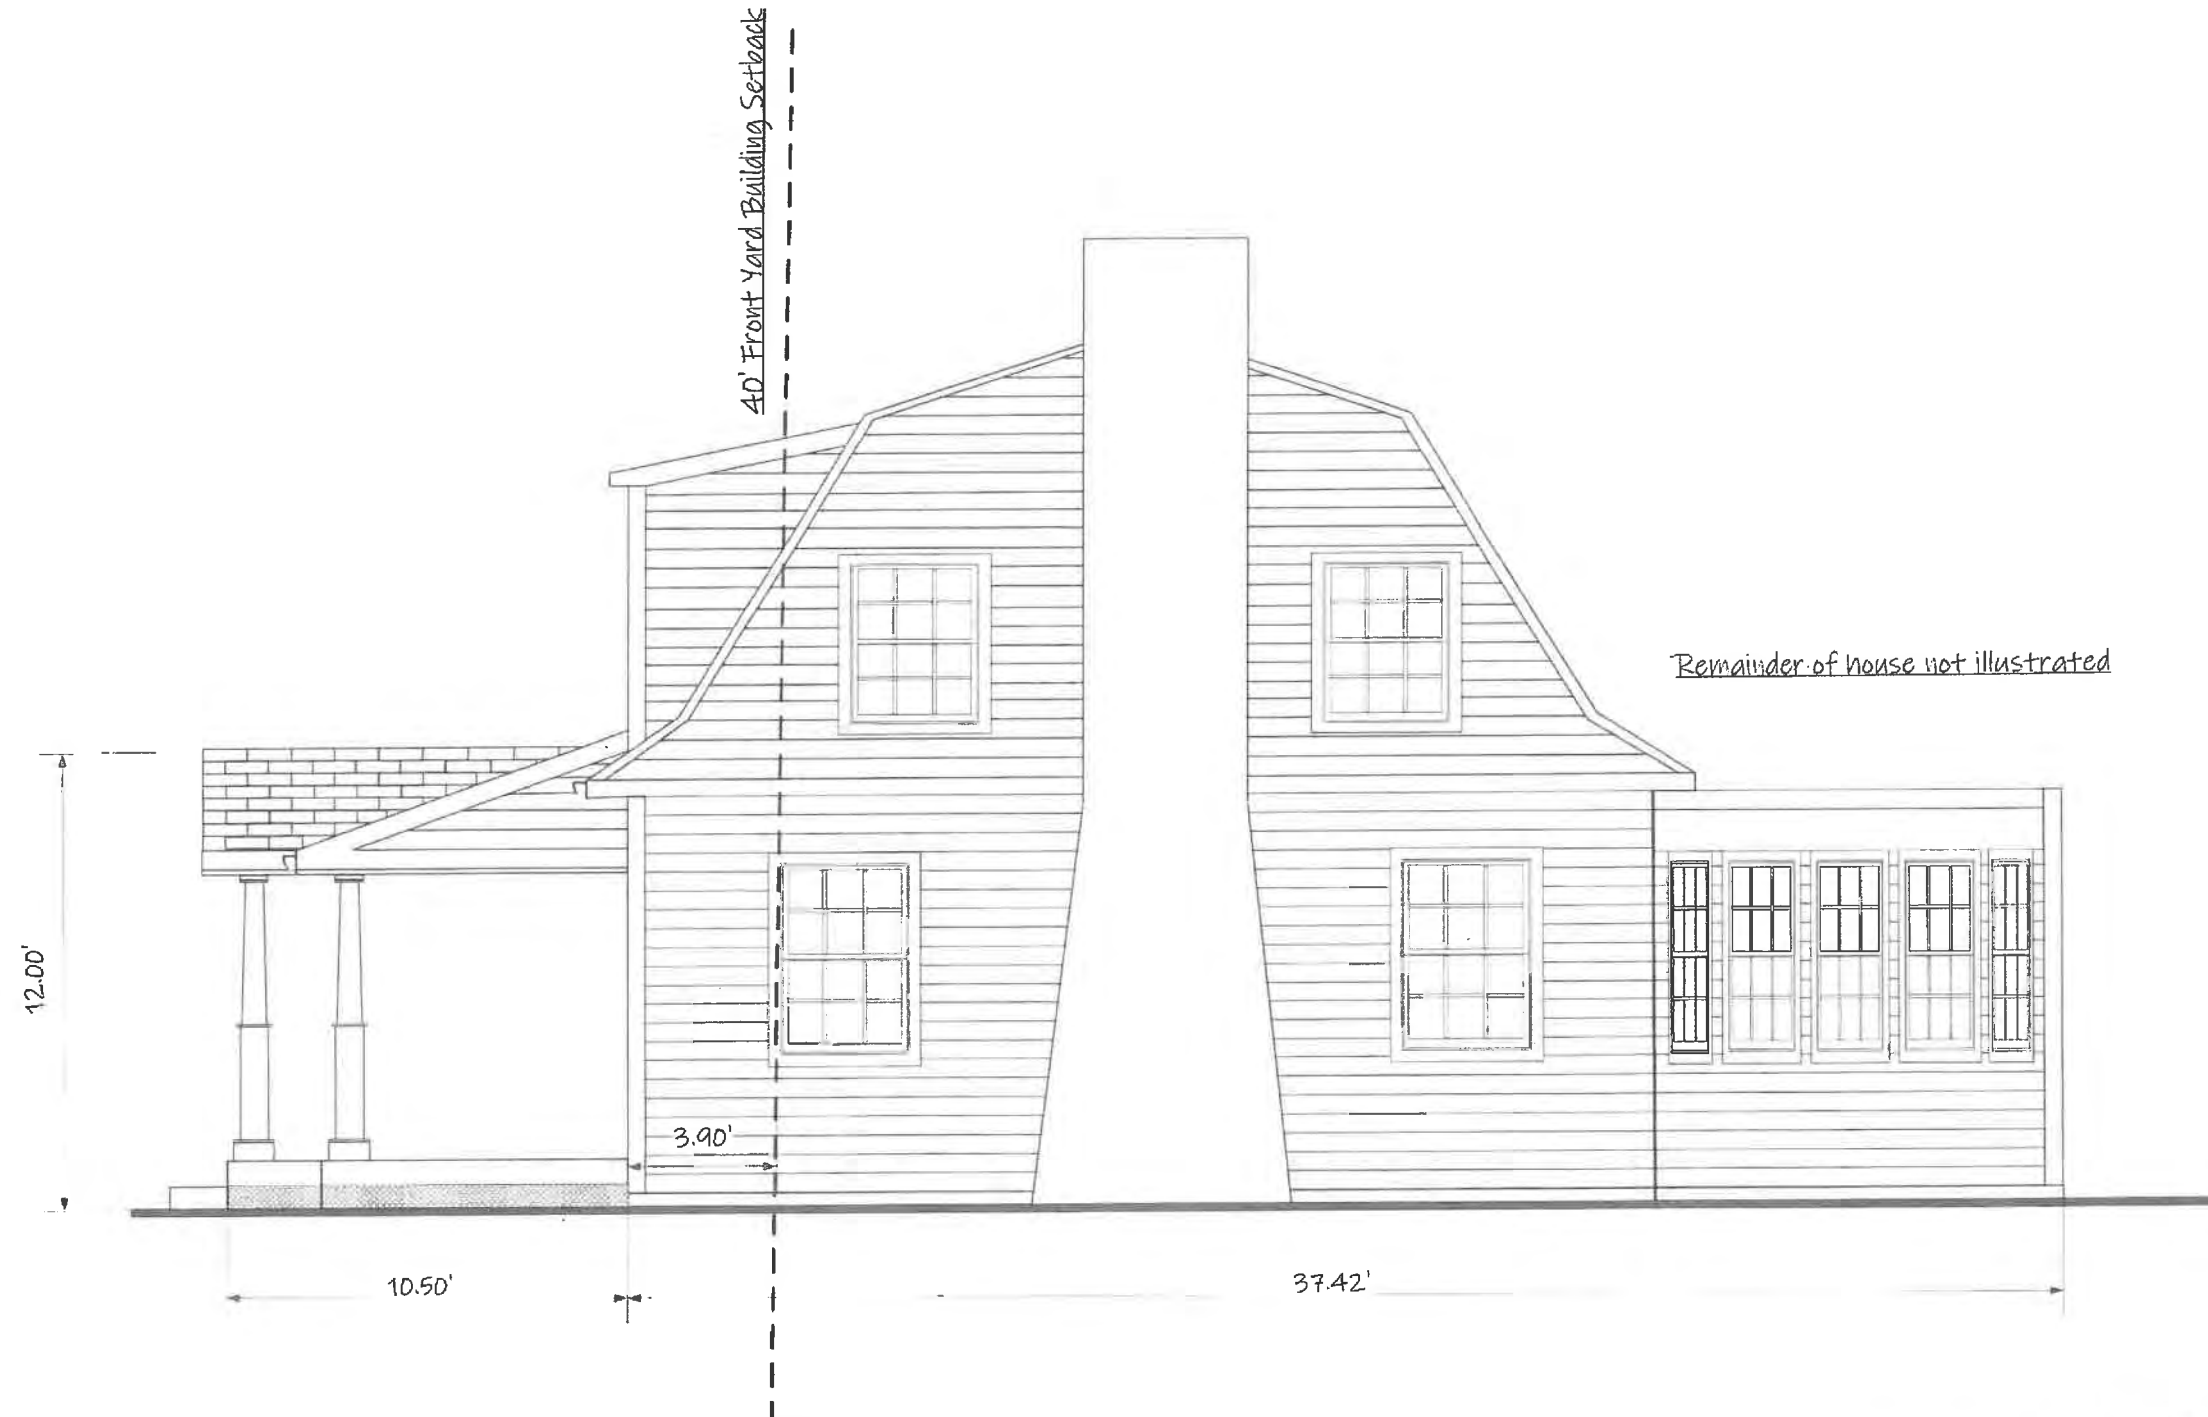 40' Front Yard Building Setback
Remainder of house not illustrated
12.00'
3.90'
10.50'
37.42'